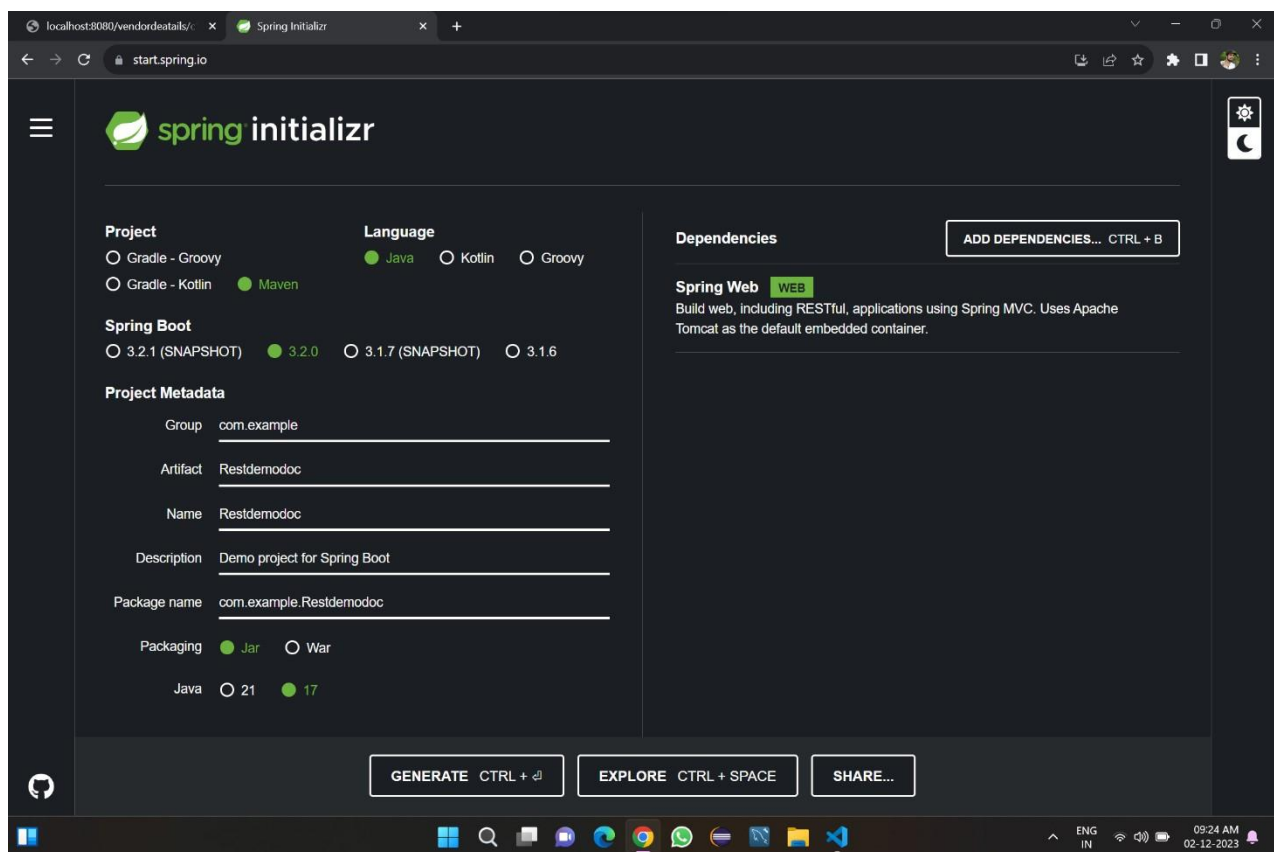 localhost:8080/vendordeatails/c
Spring Initializr
start.spring.io
spring initializr
Project
Gradle - Groovy
Gradle - Kotlin Maven
Language
Java Kotlin Groovy
Spring Boot
3.2.1 (SNAPSHOT) 3.2.0 3.1.7 (SNAPSHOT) 3.1.6
Project Metadata
Group com.example
Artifact Restdemodoc
Name Restdemodoc
Description Demo project for Spring Boot
Package name com.example.Restdemodoc
Packaging Jar War
Java 21 17
Dependencies
ADD DEPENDENCIES... CTRL + B
Spring Web WEB
Build web, including RESTful, applications using Spring MVC. Uses Apache
Tomcat as the default embedded container.
GENERATE CTRL + ⏎
EXPLORE CTRL + SPACE
SHARE...
ENG
IN
09:24 AM
02-12-2023